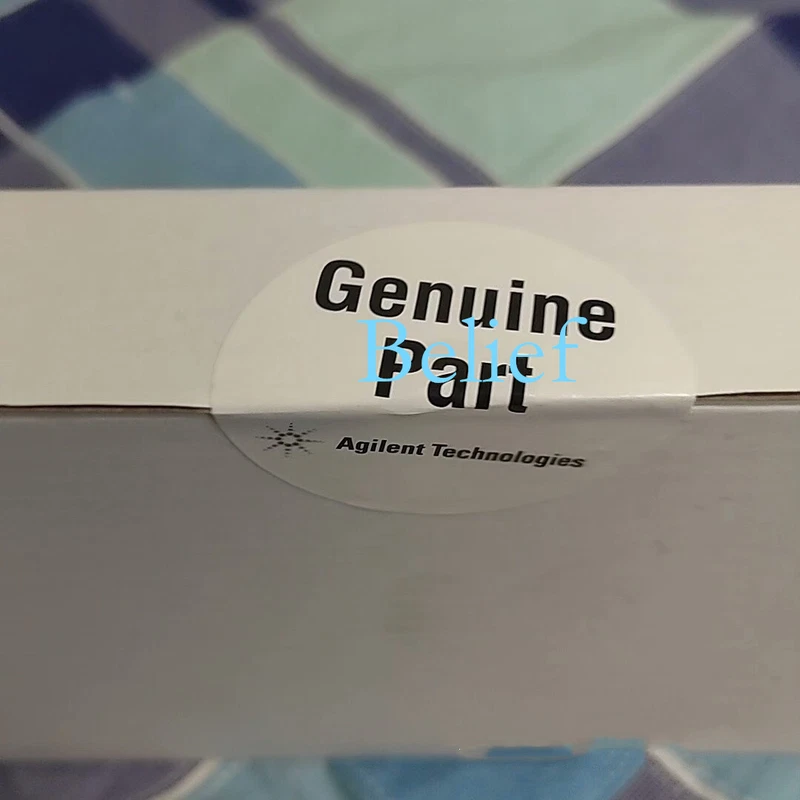 Genuine
Belief
Part
Agilent Technologies